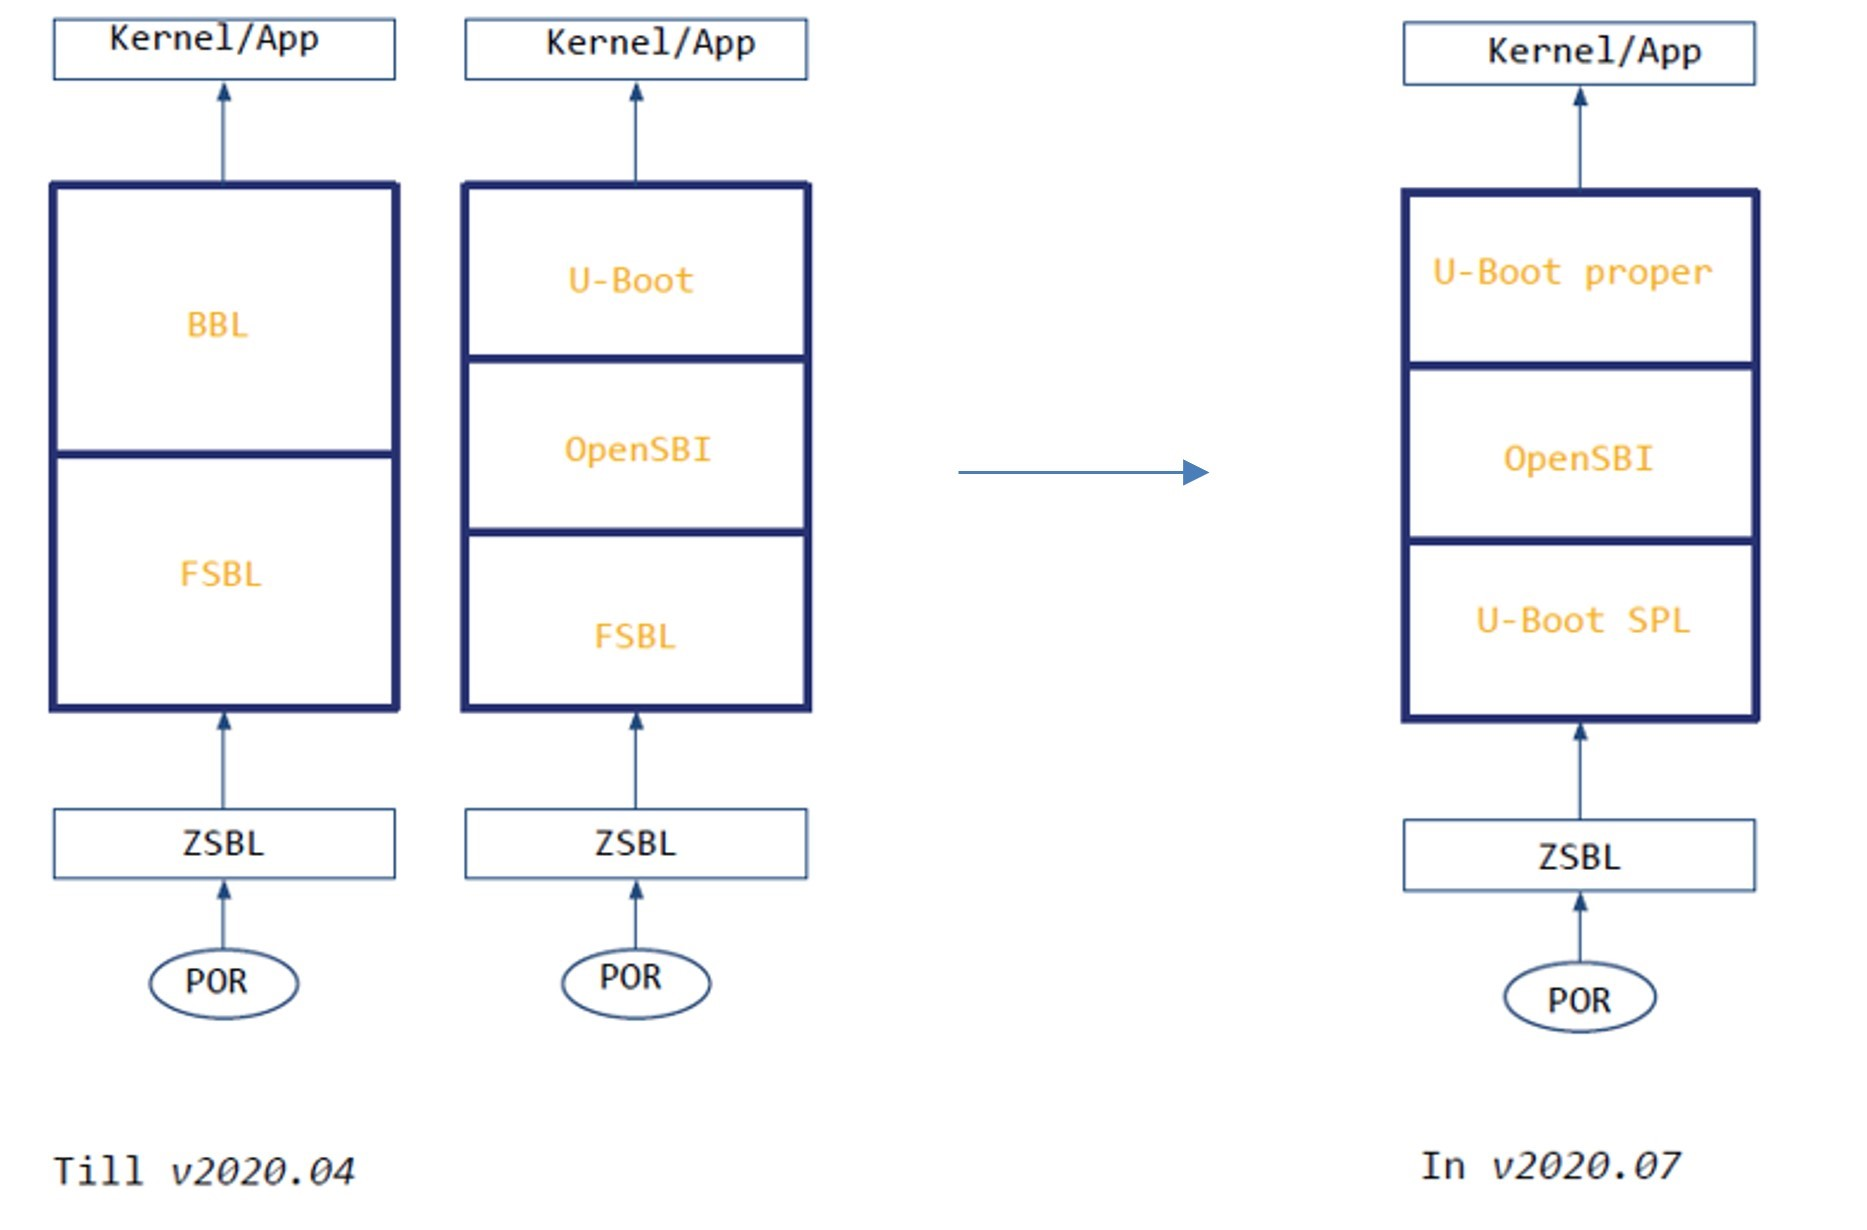 Kernel/App
BBL
FSBL
ZSBL
POR
Kernel/App
U-Boot
OpenSBI
FSBL
ZSBL
POR
Till v2020.04
Kernel/App
U-Boot proper
OpenSBI
U-Boot SPL
ZSBL
POR
In v2020.07